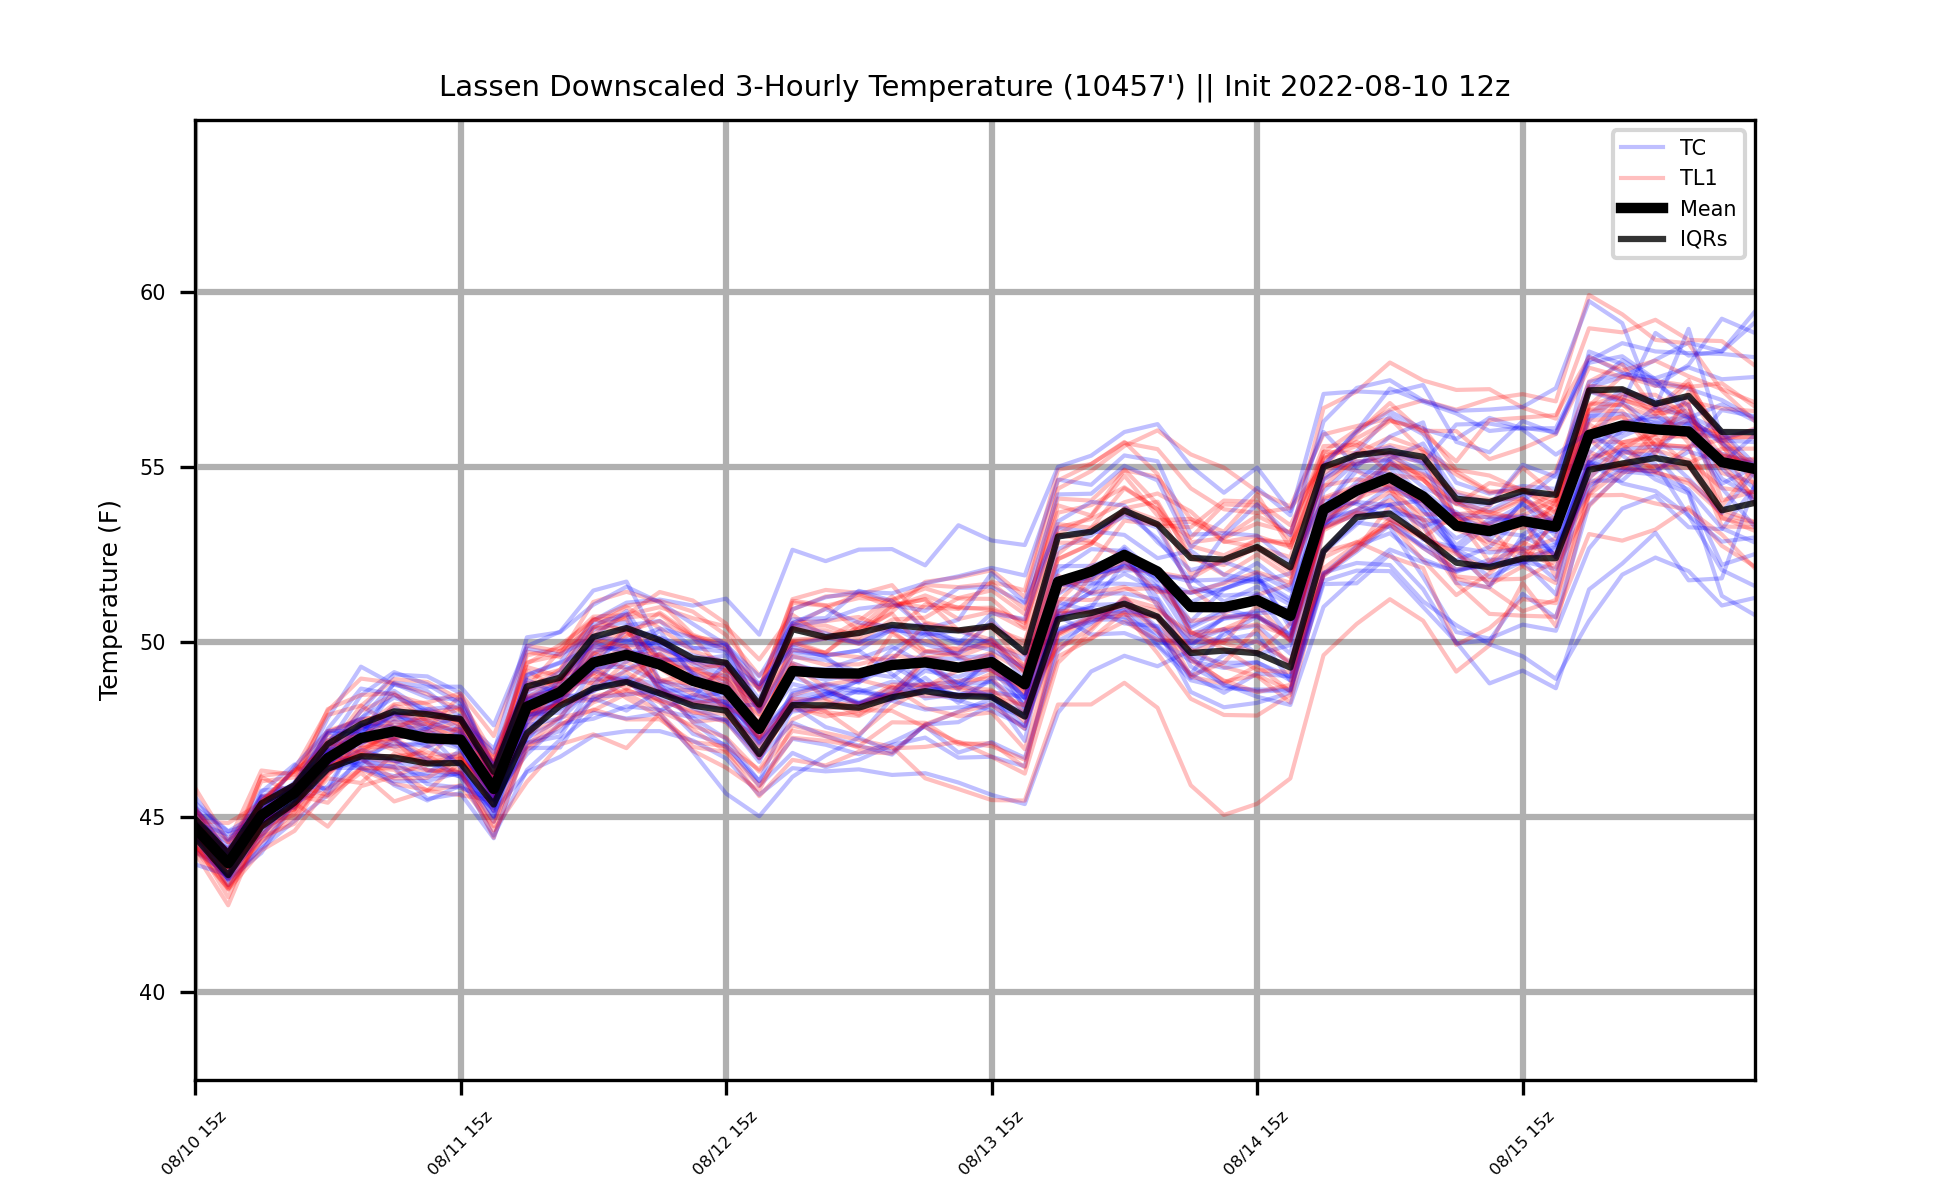 Lassen Downscaled 3-Hourly Temperature (10457') || Init 2022-08-10 12z
TC
TL1
Mean
IQRs
Temperature (F)
60
55
50
45
40
08/10 15z
08/11 15z
08/12 15z
08/13 15z
08/14 15z
08/15 15z